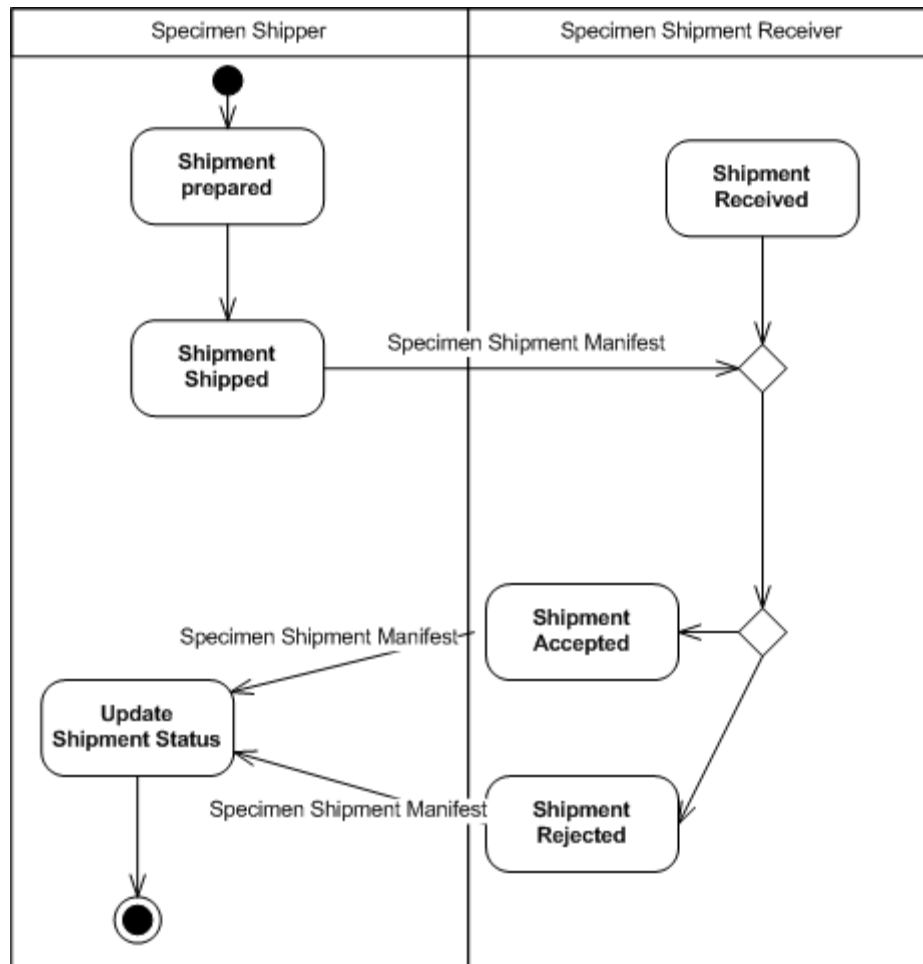 Specimen Shipper
Specimen Shipment Receiver
Shipment
prepared
Shipment
Received
Shipment
Shipped
Specimen Shipment Manifest
Shipment
Accepted
Specimen Shipment Manifest
Update
Shipment Status
Specimen Shipment Manifest
Shipment
Rejected